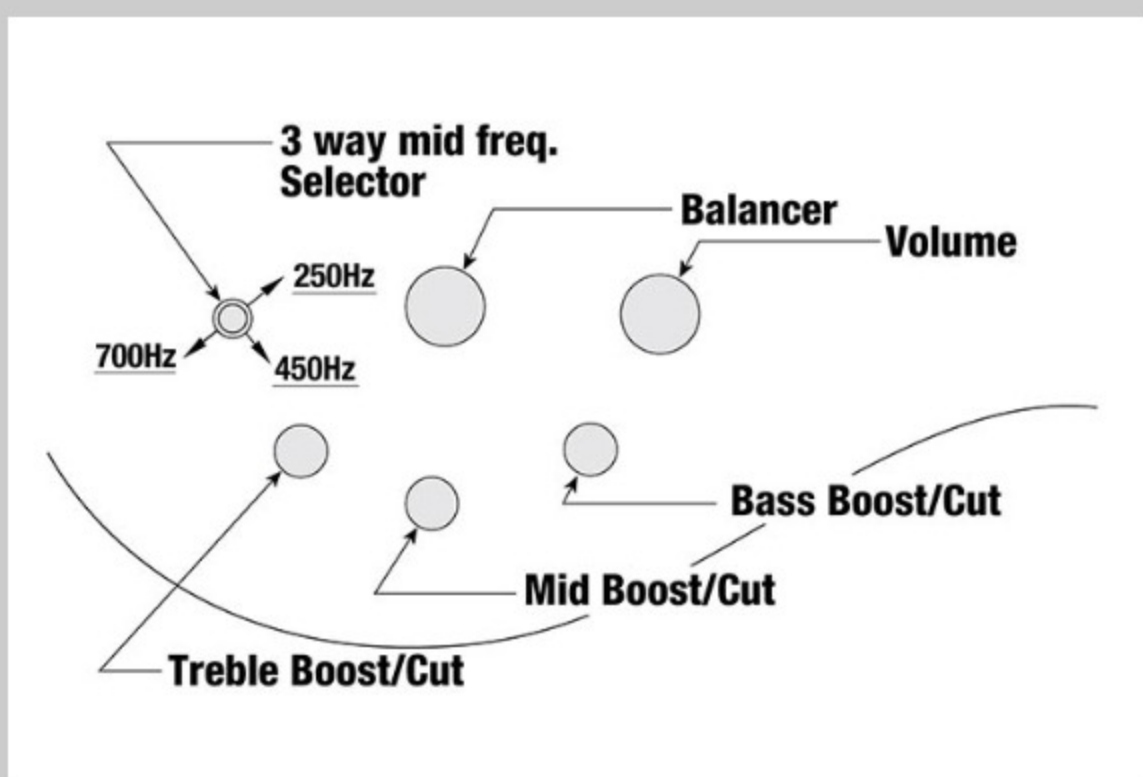 3 way mid freq.
Selector
Balancer
Volume
250Hz
700Hz
450Hz
Bass Boost/Cut
Mid Boost/Cut
Treble Boost/Cut